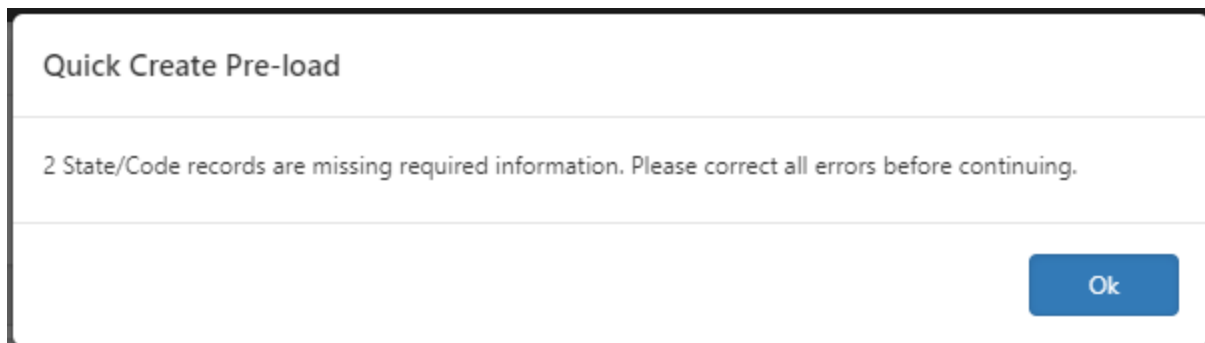 Quick Create Pre-load
2 State/Code records are missing required information. Please correct all errors before continuing.
Ok